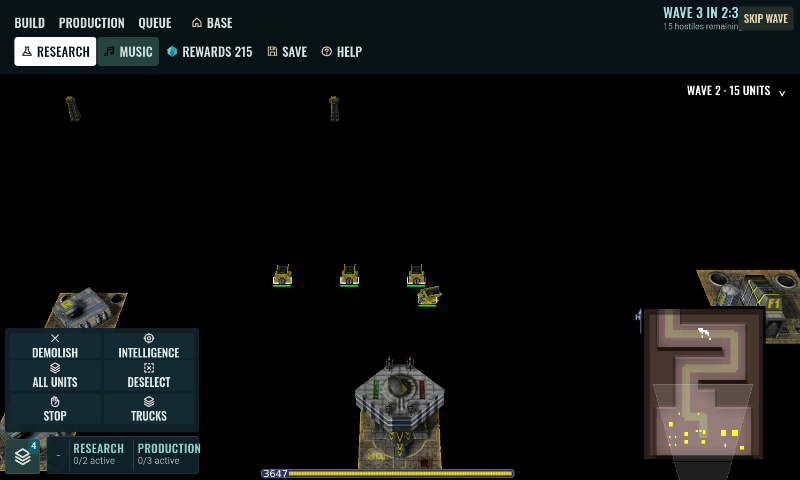 BUILD PRODUCTION QUEUE BASE
WAVE 3 IN 2:3
15 hostiles remainin
SKIP WAVE
RESEARCH MUSIC REWARDS 215 SAVE HELP
WAVE 2 · 15 UNITS
F1
N
DEMOLISH INTELLIGENCE
ALL UNITS DESELECT
STOP TRUCKS
4
RESEARCH PRODUCTION
0/2 active 0/3 active
3647